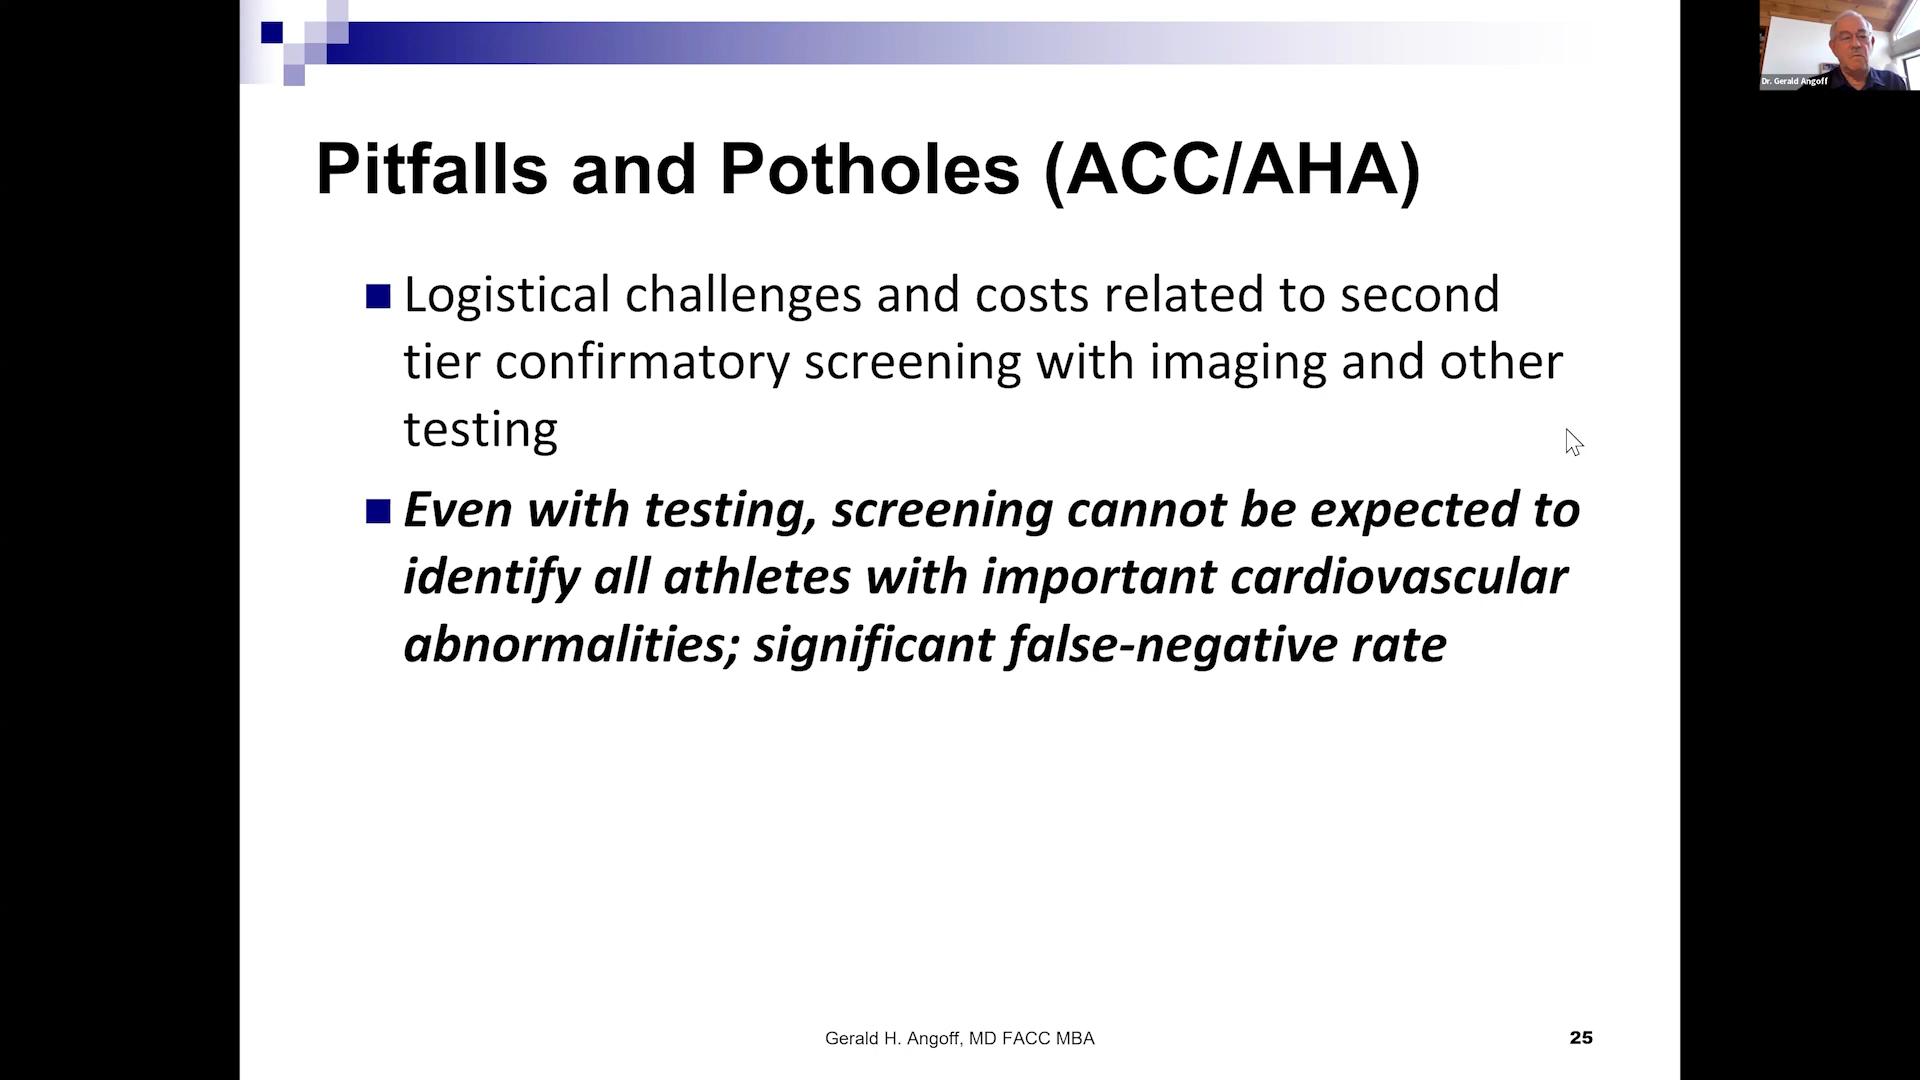 Dr. Gerald Angoff
Pitfalls and Potholes (ACC/AHA)
Logistical challenges and costs related to second
tier confirmatory screening with imaging and other
testing
Even with testing, screening cannot be expected to
identify all athletes with important cardiovascular
abnormalities; significant false-negative rate
Gerald H. Angoff, MD FACC MBA
25